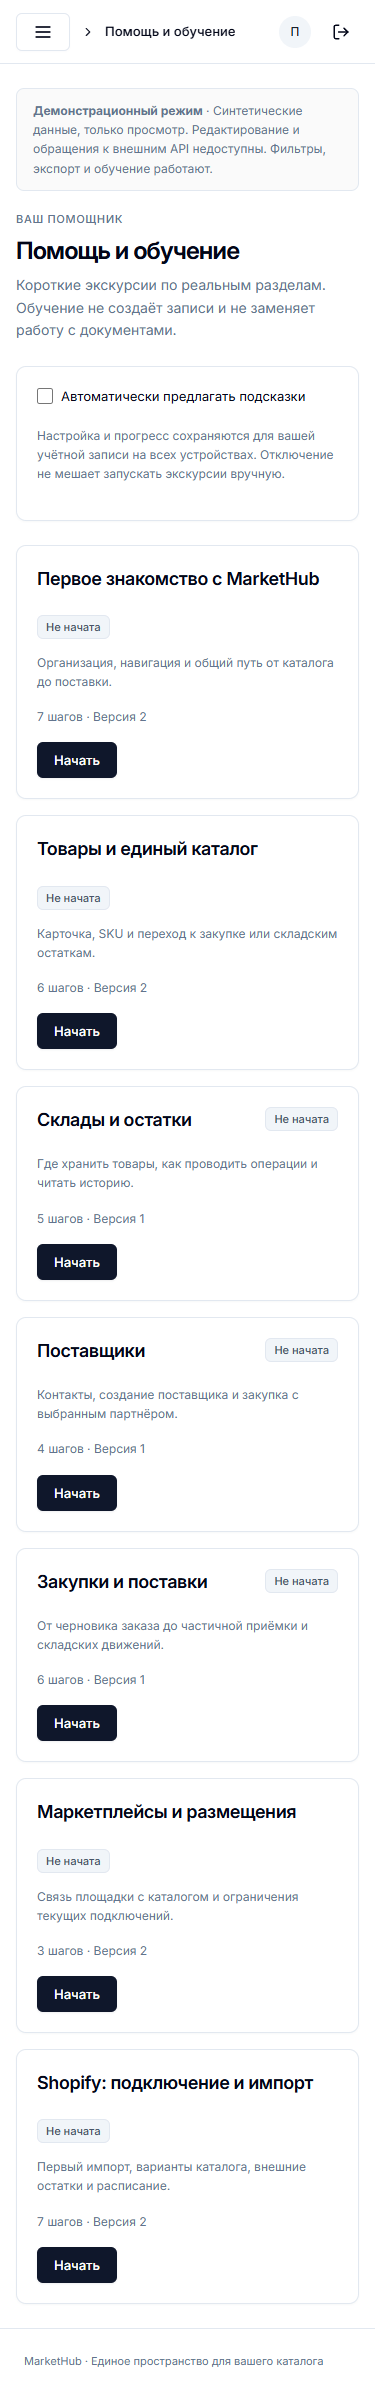 Помощь и обучение
П
Демонстрационный режим · Синтетические
данные, только просмотр. Редактирование и
обращения к внешним API недоступны. Фильтры,
экспорт и обучение работают.
ВАШ ПОМОЩНИК
Помощь и обучение
Короткие экскурсии по реальным разделам.
Обучение не создаёт записи и не заменяет
работу с документами.
Автоматически предлагать подсказки
Настройка и прогресс сохраняются для вашей
учётной записи на всех устройствах. Отключение
не мешает запускать экскурсии вручную.
Первое знакомство с MarketHub
Не начата
Организация, навигация и общий путь от каталога
до поставки.
7 шагов · Версия 2
Начать
Товары и единый каталог
Не начата
Карточка, SKU и переход к закупке или складским
остаткам.
6 шагов · Версия 2
Начать
Склады и остатки
Не начата
Где хранить товары, как проводить операции и
читать историю.
5 шагов · Версия 1
Начать
Поставщики
Не начата
Контакты, создание поставщика и закупка с
выбранным партнёром.
4 шагов · Версия 1
Начать
Закупки и поставки
Не начата
От черновика заказа до частичной приёмки и
складских движений.
6 шагов · Версия 1
Начать
Маркетплейсы и размещения
Не начата
Связь площадки с каталогом и ограничения
текущих подключений.
3 шагов · Версия 2
Начать
Shopify: подключение и импорт
Не начата
Первый импорт, варианты каталога, внешние
остатки и расписание.
7 шагов · Версия 2
Начать
MarketHub · Единое пространство для вашего каталога